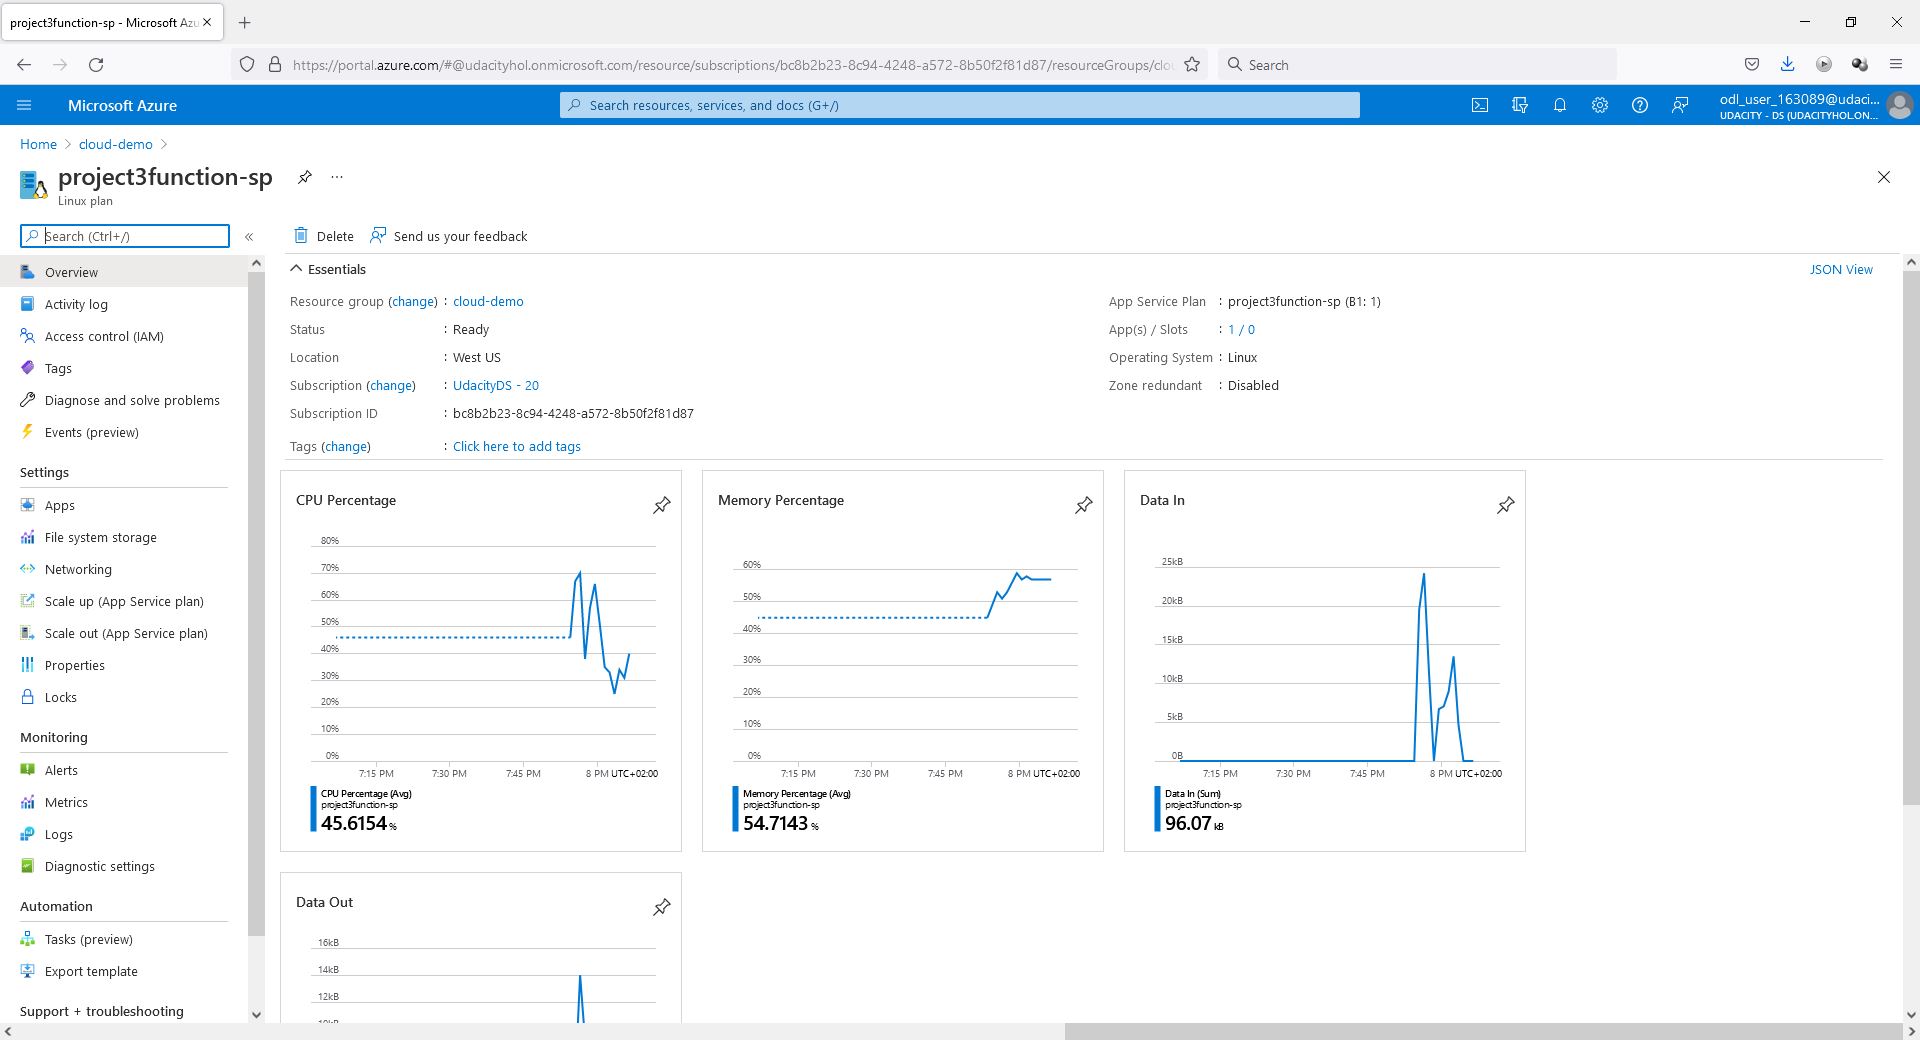 project3function-sp - Microsoft Azu
https://portal.azure.com/#@udacityhol.onmicrosoft.com/resource/subscriptions/bc8b2b23-8c94-4248-a572-8b50f2f81d87/resourceGroups/clou
Search
Microsoft Azure
Search resources, services, and docs (G+/)
odl_user_163089@udaci...
UDACITY - DS (UDACITYHOL.ON...
Home > cloud-demo >
project3function-sp
...
Linux plan
Search (Ctrl+/)
«
Delete
Send us your feedback
Overview
Activity log
Access control (IAM)
Tags
Diagnose and solve problems
Events (preview)
Settings
Apps
File system storage
Networking
Scale up (App Service plan)
Scale out (App Service plan)
Properties
Locks
Monitoring
Alerts
Metrics
Logs
Diagnostic settings
Automation
Tasks (preview)
Export template
Support + troubleshooting
Essentials
JSON View
Resource group (change) : cloud-demo
Status : Ready
Location : West US
Subscription (change) : UdacityDS - 20
Subscription ID : bc8b2b23-8c94-4248-a572-8b50f2f81d87
Tags (change) : Click here to add tags
App Service Plan : project3function-sp (B1: 1)
App(s) / Slots : 1 / 0
Operating System : Linux
Zone redundant : Disabled
CPU Percentage
80%
70%
60%
50%
40%
30%
20%
10%
0%
7:15 PM 7:30 PM 7:45 PM 8 PM UTC+02:00
CPU Percentage (Avg)
project3function-sp
45.6154 %
Memory Percentage
60%
50%
40%
30%
20%
10%
0%
7:15 PM 7:30 PM 7:45 PM 8 PM UTC+02:00
Memory Percentage (Avg)
project3function-sp
54.7143 %
Data In
25kB
20kB
15kB
10kB
5kB
0B
7:15 PM 7:30 PM 7:45 PM 8 PM UTC+02:00
Data In (Sum)
project3function-sp
96.07 kB
Data Out
16kB
14kB
12kB